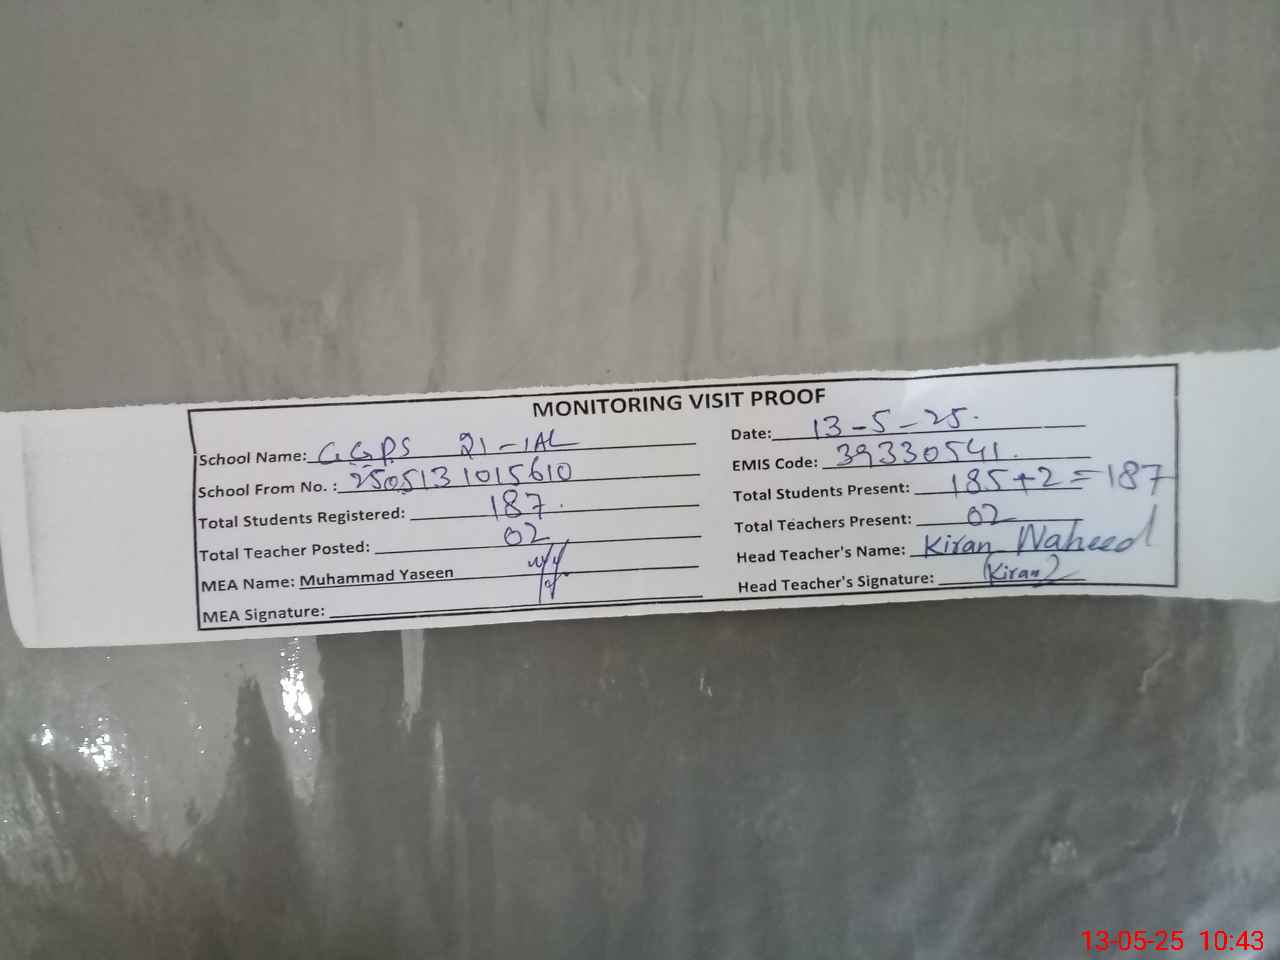 MONITORING VISIT PROOF
School Name: GGPS 21-1AL
Date: 13-5-25.
School From No. : 2505131015610
EMIS Code: 39330541.
Total Students Registered: 187.
Total Students Present: 185+2=187
Total Teacher Posted: 02
Total Teachers Present: 02
MEA Name: Muhammad Yaseen
Head Teacher's Name: Kiran Waheed
MEA Signature:
Head Teacher's Signature: (Kiran)
13-05-25 10:43